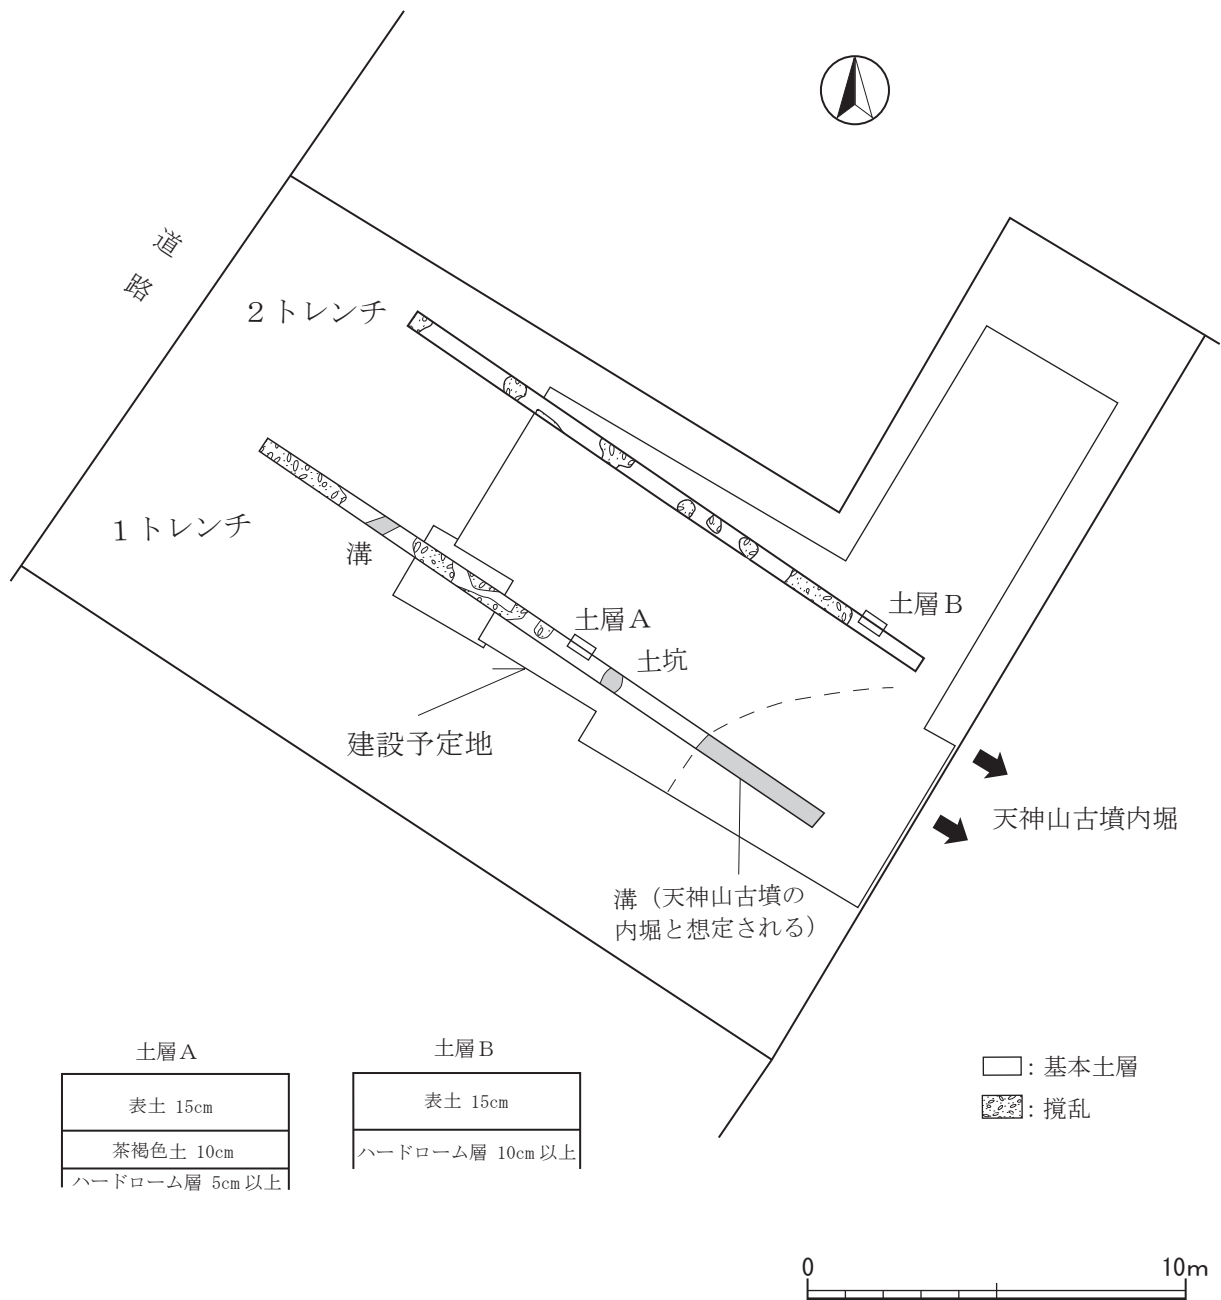 道
路
2トレンチ
1トレンチ
溝
土層A
土層B
土坑
建設予定地
天神山古墳内堀
溝（天神山古墳の
内堀と想定される）
土層A
表土 15cm
茶褐色土 10cm
ハードローム層 5cm以上
土層B
表土 15cm
ハードローム層 10cm以上
：基本土層
：撹乱
0
10m